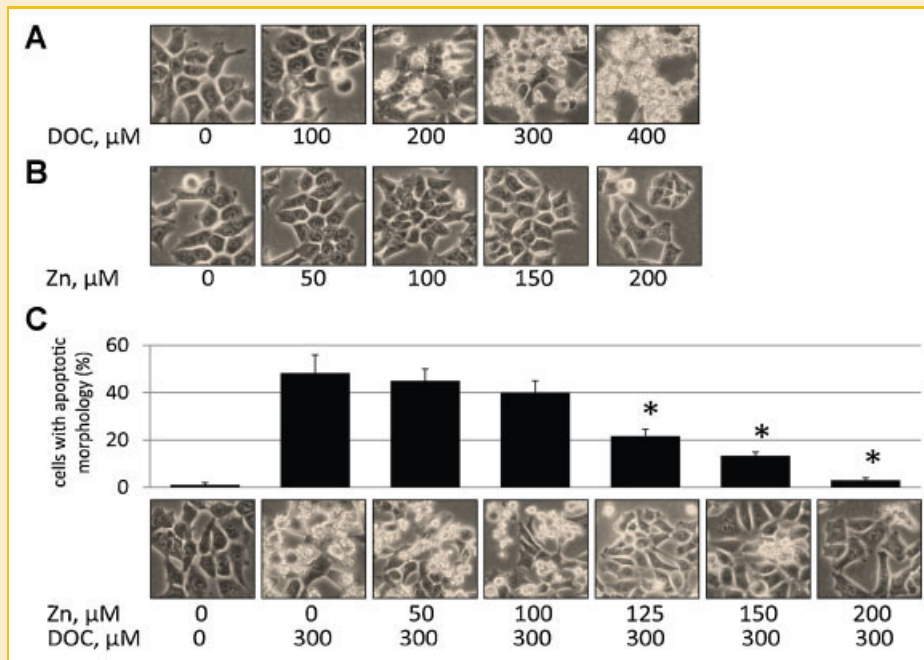 A
DOC, µM 0 100 200 300 400
B
Zn, µM 0 50 100 150 200
C
cells with apoptotic
morphology (%)
60
40
20
0
* * *
Zn, µM 0 0 50 100 125 150 200
DOC, µM 0 300 300 300 300 300 300